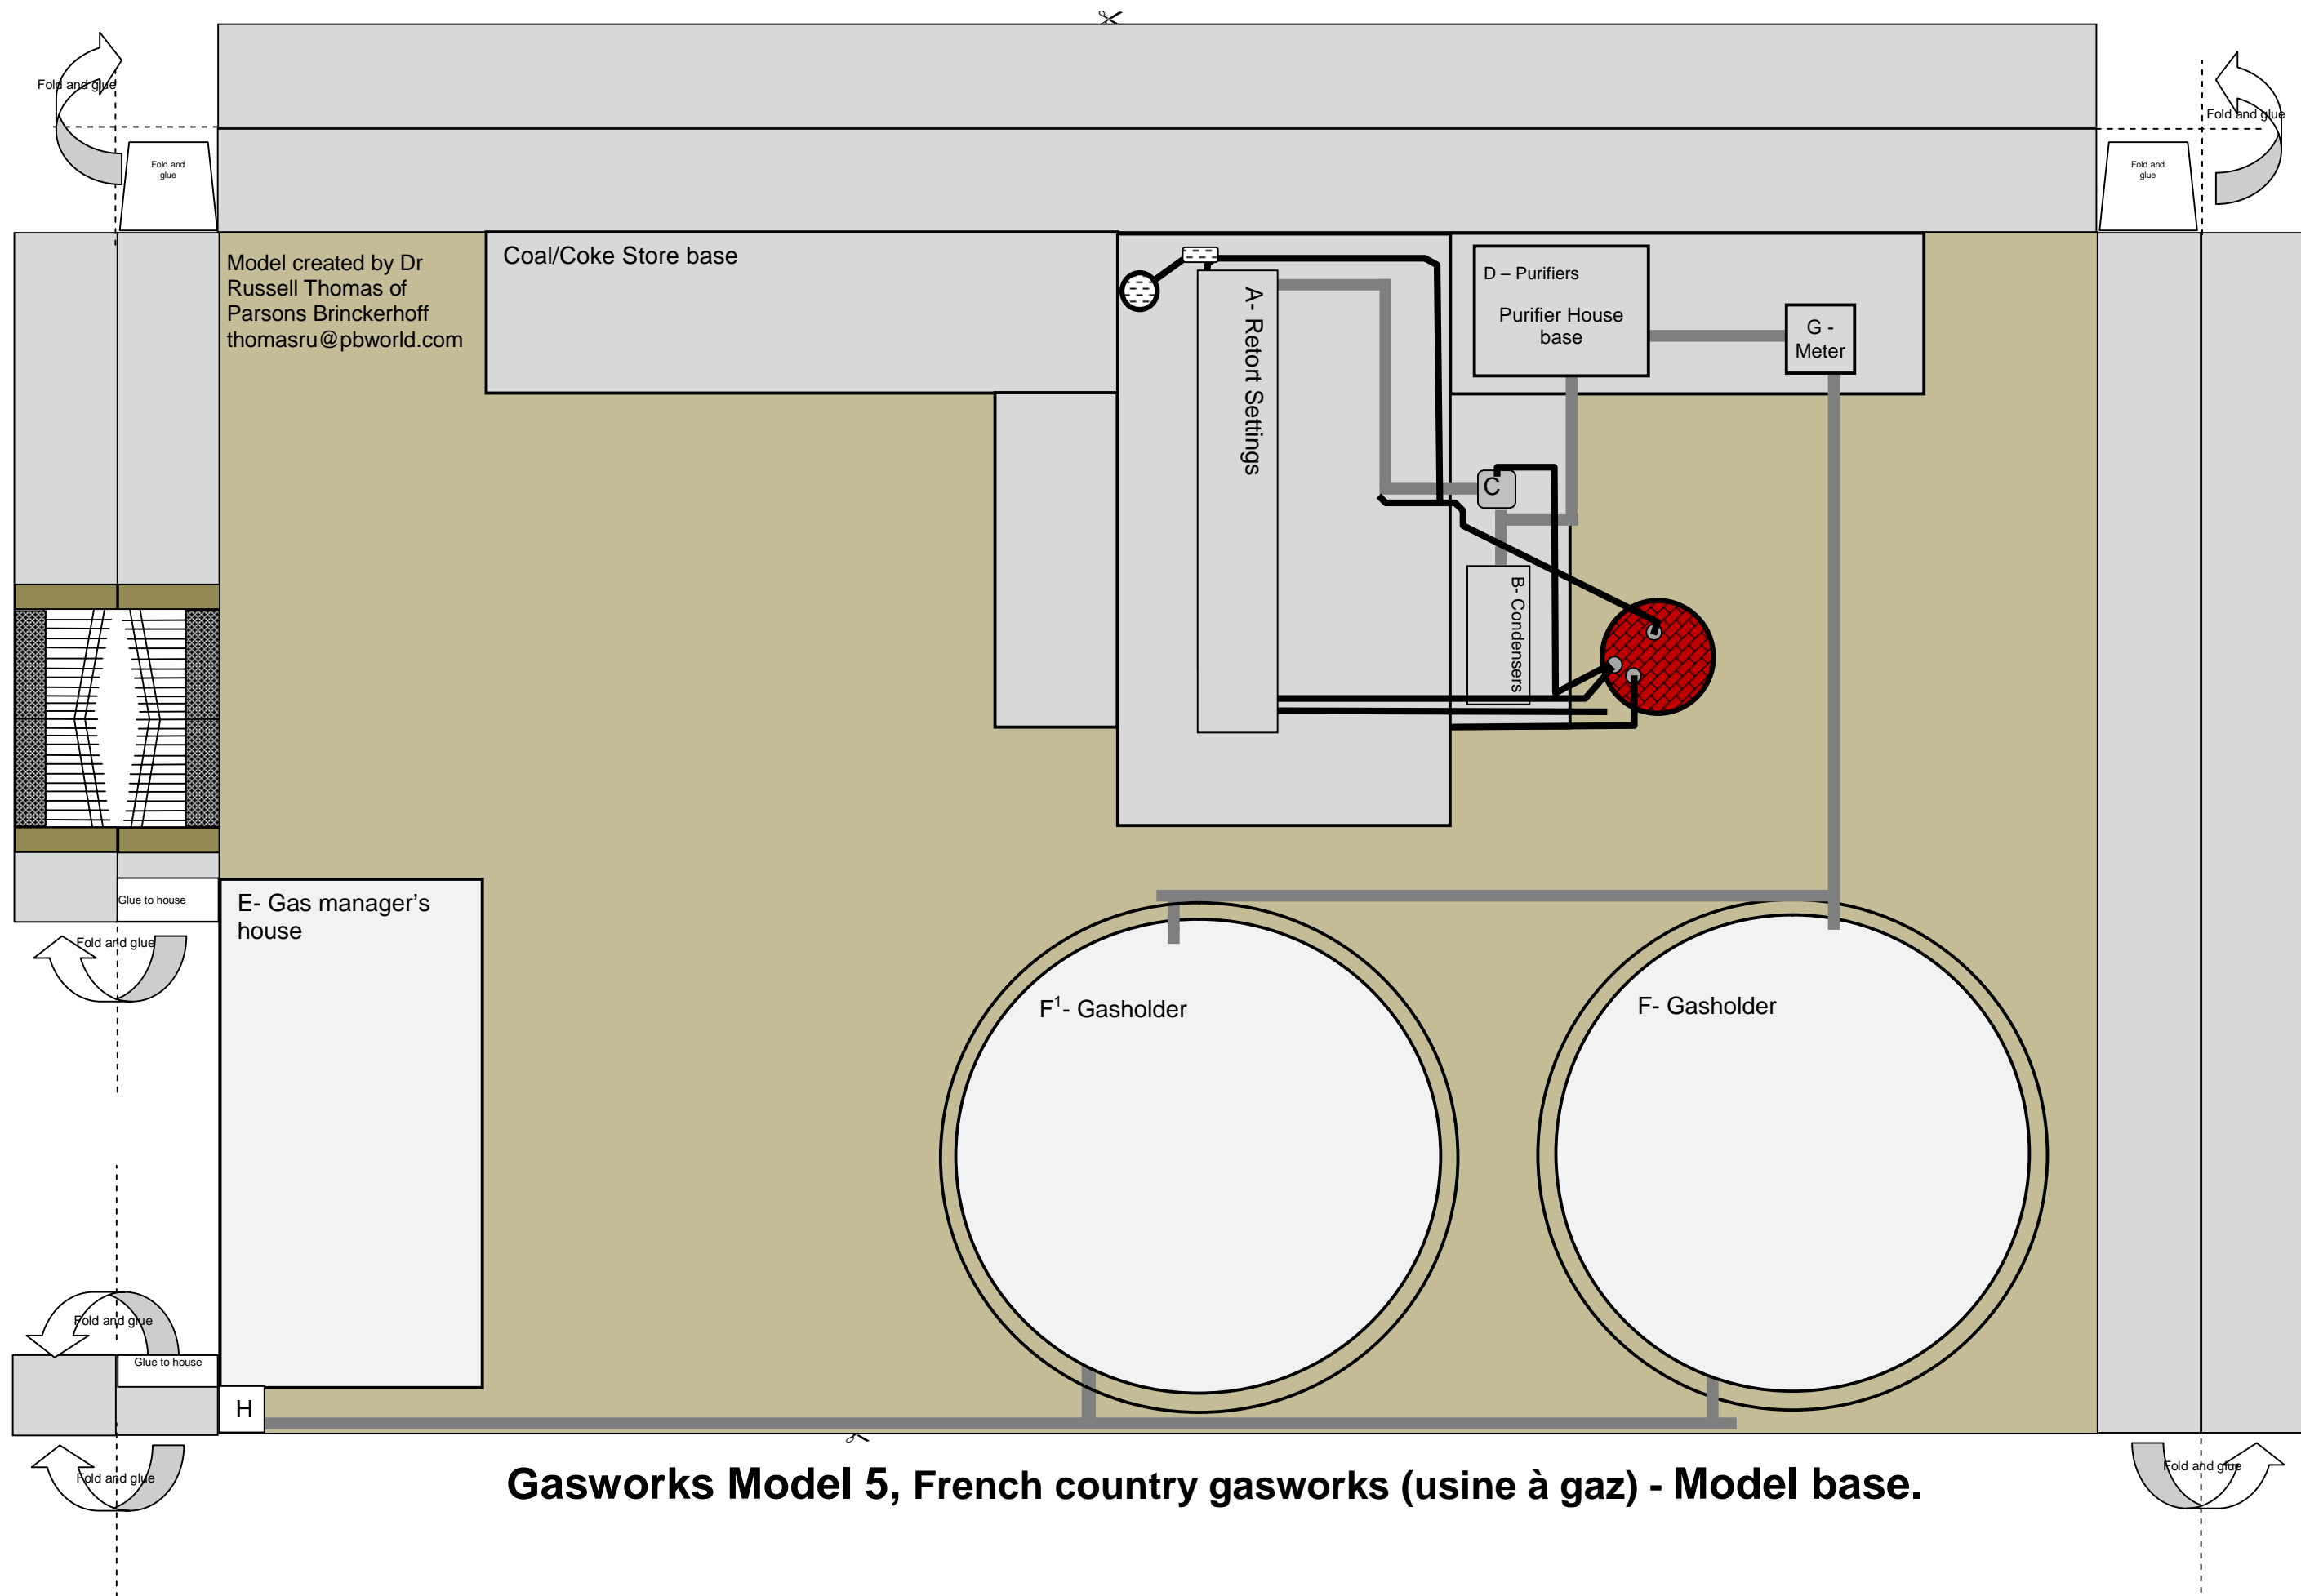 Fold and glue
Fold and glue
Fold and
glue
Fold and
glue
Model created by Dr
Russell Thomas of
Parsons Brinckerhoff
thomasru@pbworld.com
Coal/Coke Store base
A- Retort Settings
D – Purifiers
Purifier House
base
G -
Meter
C
B- Condensers
Glue to house
E- Gas manager’s
house
Fold and glue
F¹- Gasholder
F- Gasholder
Fold and glue
Glue to house
H
Fold and glue
Fold and glue
Gasworks Model 5, French country gasworks (usine à gaz) - Model base.